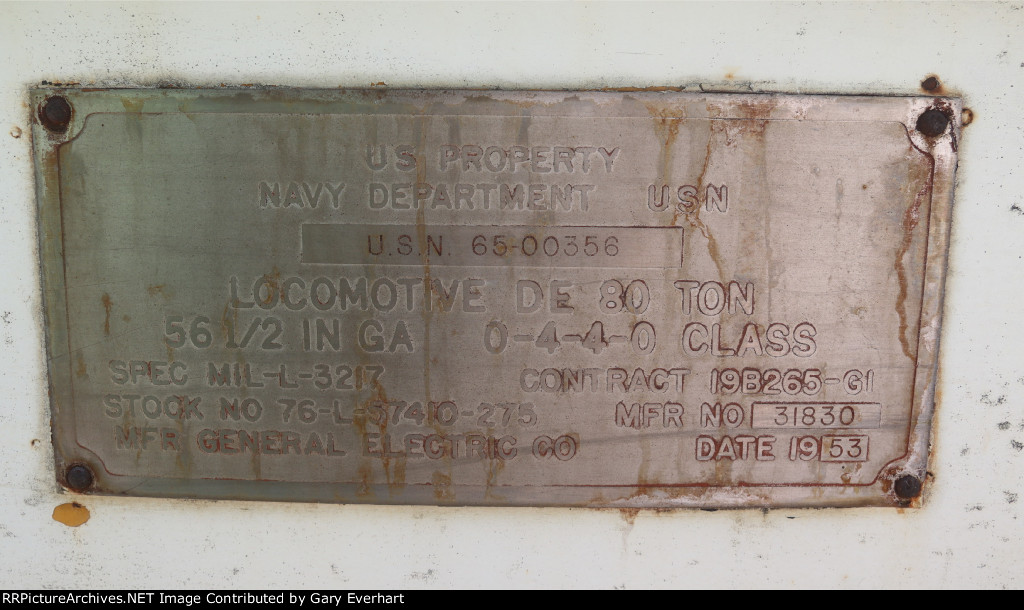 US PROPERTY
NAVY DEPARTMENT USN
U.S.N. 65-00356
LOCOMOTIVE DE 80 TON
56 1/2 IN GA 0-4-4-0 CLASS
SPEC MIL-L-3217 CONTRACT 19B265-G1
STOCK NO 76-L-57410-275 MFR NO 31830
MFR GENERAL ELECTRIC CO DATE 1953
RRPictureArchives.NET Image Contributed by Gary Everhart